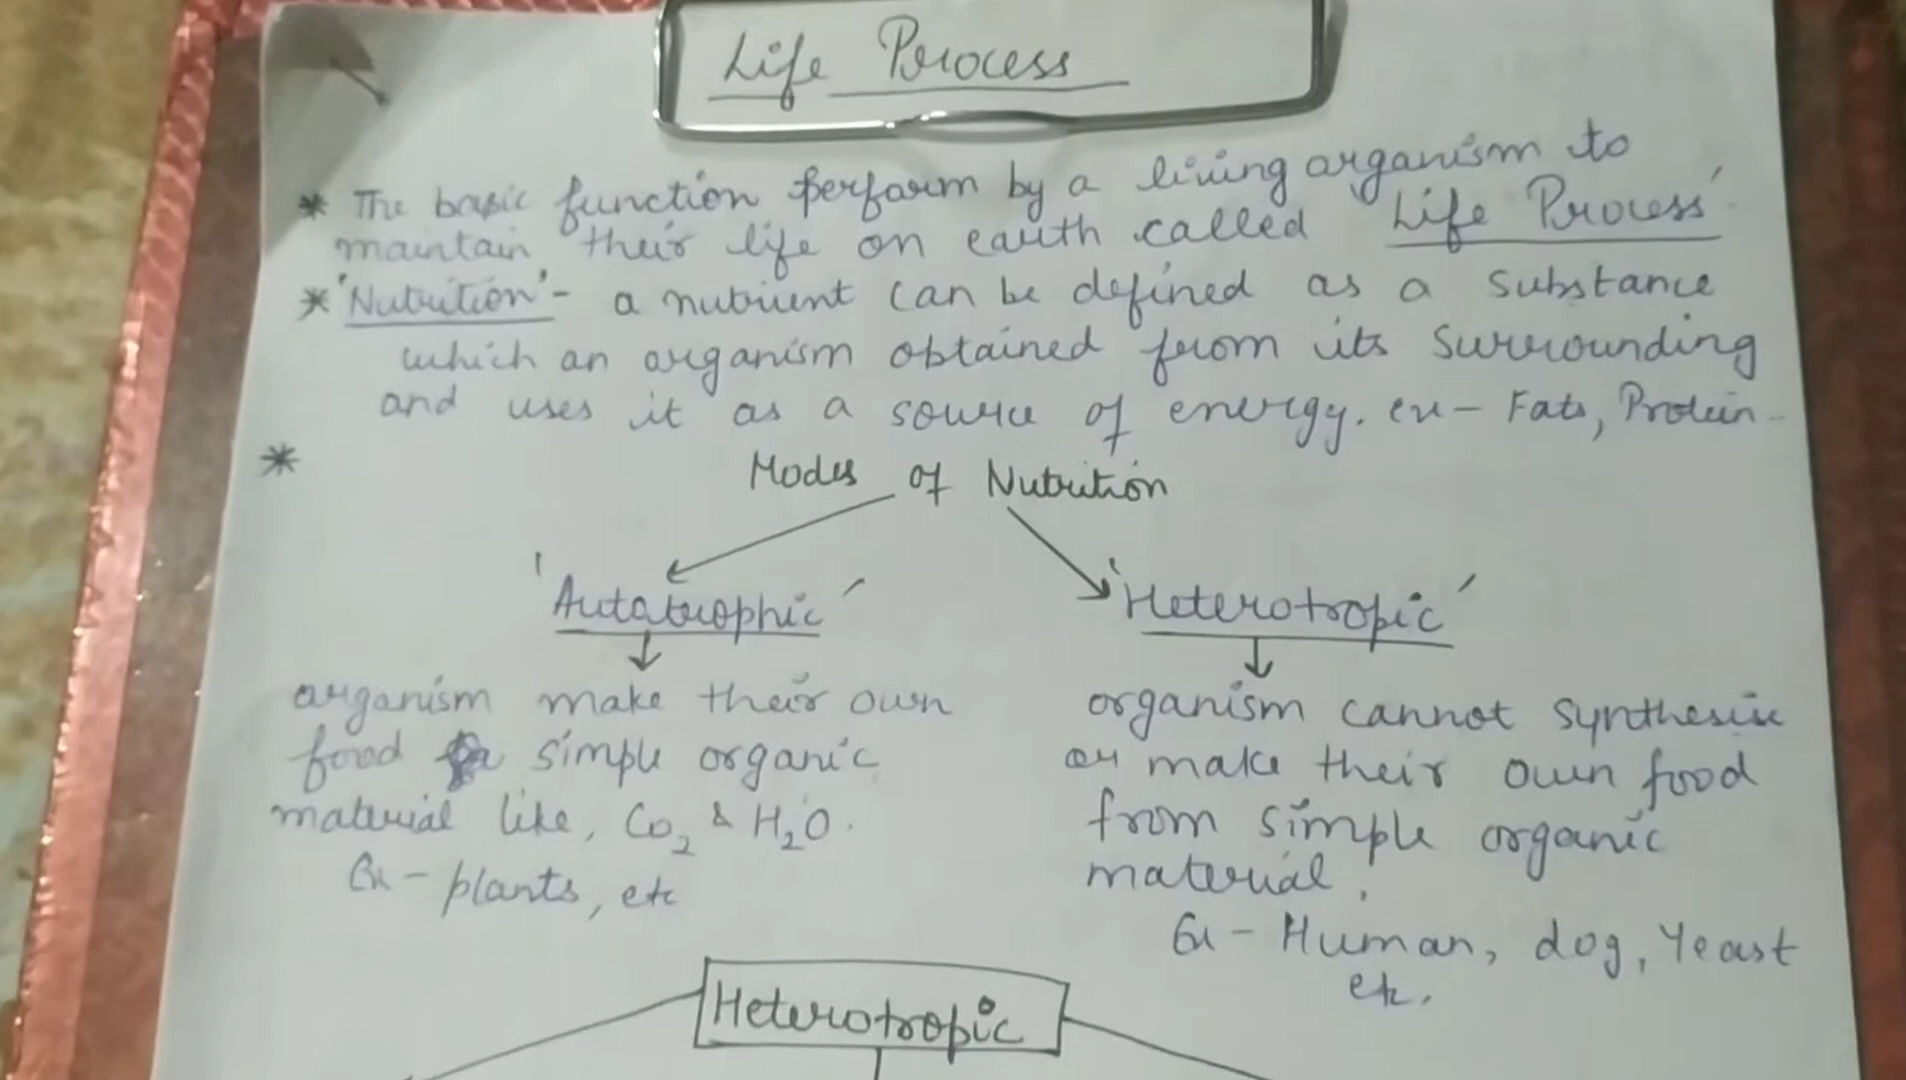 Life Process
* The basic function perform by a living organism to
maintain their life on earth called 'Life Process'
* 'Nutrition' - a nutrient can be defined as a substance
which an organism obtained from its surrounding
and uses it as a source of energy. ex - Fats, Protein..
* Modes of Nutrition
'Autotrophic' 'Heterotropic'
organism make their own
food simple organic
material like, Co2 & H2O.
Ex - plants, etc
organism cannot synthesize
or make their own food
from simple organic
material.
Ex - Human, dog, Yeast
etc.
Heterotropic